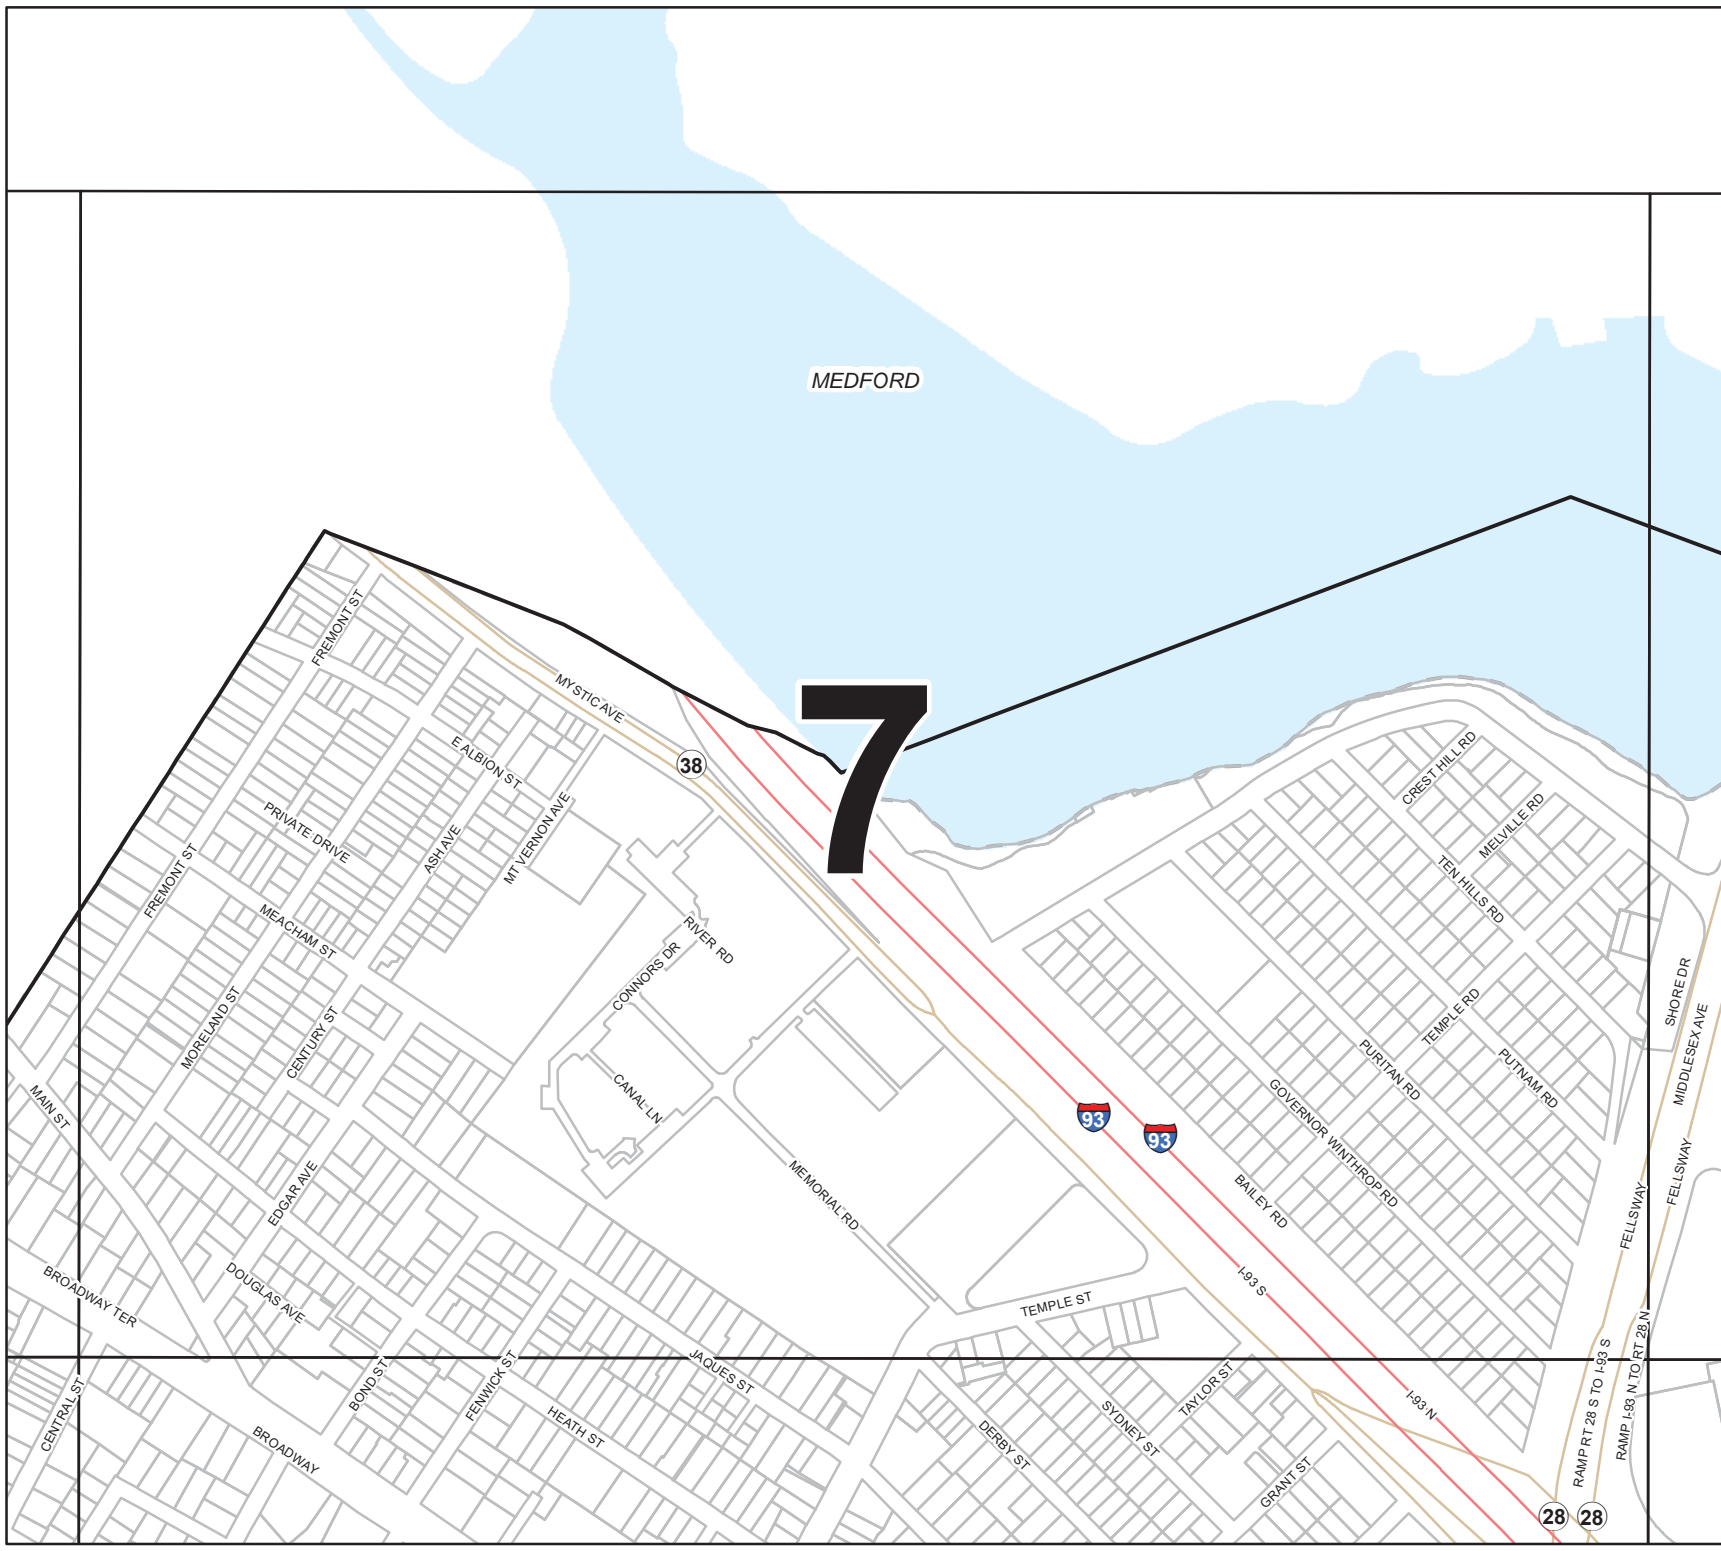 MEDFORD
7
FREMONT ST
MYSTIC AVE
38
E ALBION ST
CREST HILL RD
MELVILLE RD
PRIVATE DRIVE
ASH AVE
MT VERNON AVE
TEN HILLS RD
FREMONT ST
MEACHAM ST
RIVER RD
CONNORS DR
SHORE DR
MORELAND ST
CENTURY ST
TEMPLE RD
MIDDLESEX AVE
PURITAN RD
PUTNAM RD
MAIN ST
CANAL LN
93
93
GOVERNOR WINTHROP RD
EDGAR AVE
MEMORIAL RD
BAILEY RD
FELLSWAY
FELLSWAY
BROADWAY TER
DOUGLAS AVE
I-93 S
TEMPLE ST
JAQUES ST
BOND ST
FENWICK ST
TAYLOR ST
I-93 N
RAMP RT 28 S TO I-93 S
RAMP I-93 N TO RT 28 N
CENTRAL ST
BROADWAY
HEATH ST
DERBY ST
SYDNEY ST
GRANT ST
28
28